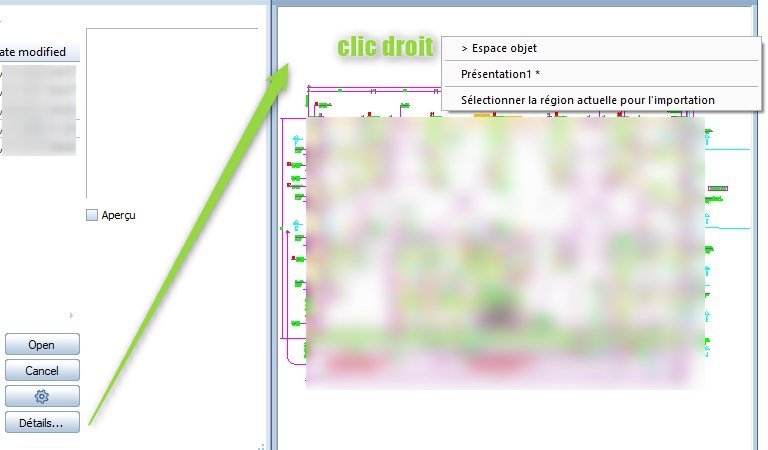 ate modified
clic droit
> Espace objet
Présentation1 *
Sélectionner la région actuelle pour l'importation
Aperçu
Open
Cancel
Détails...